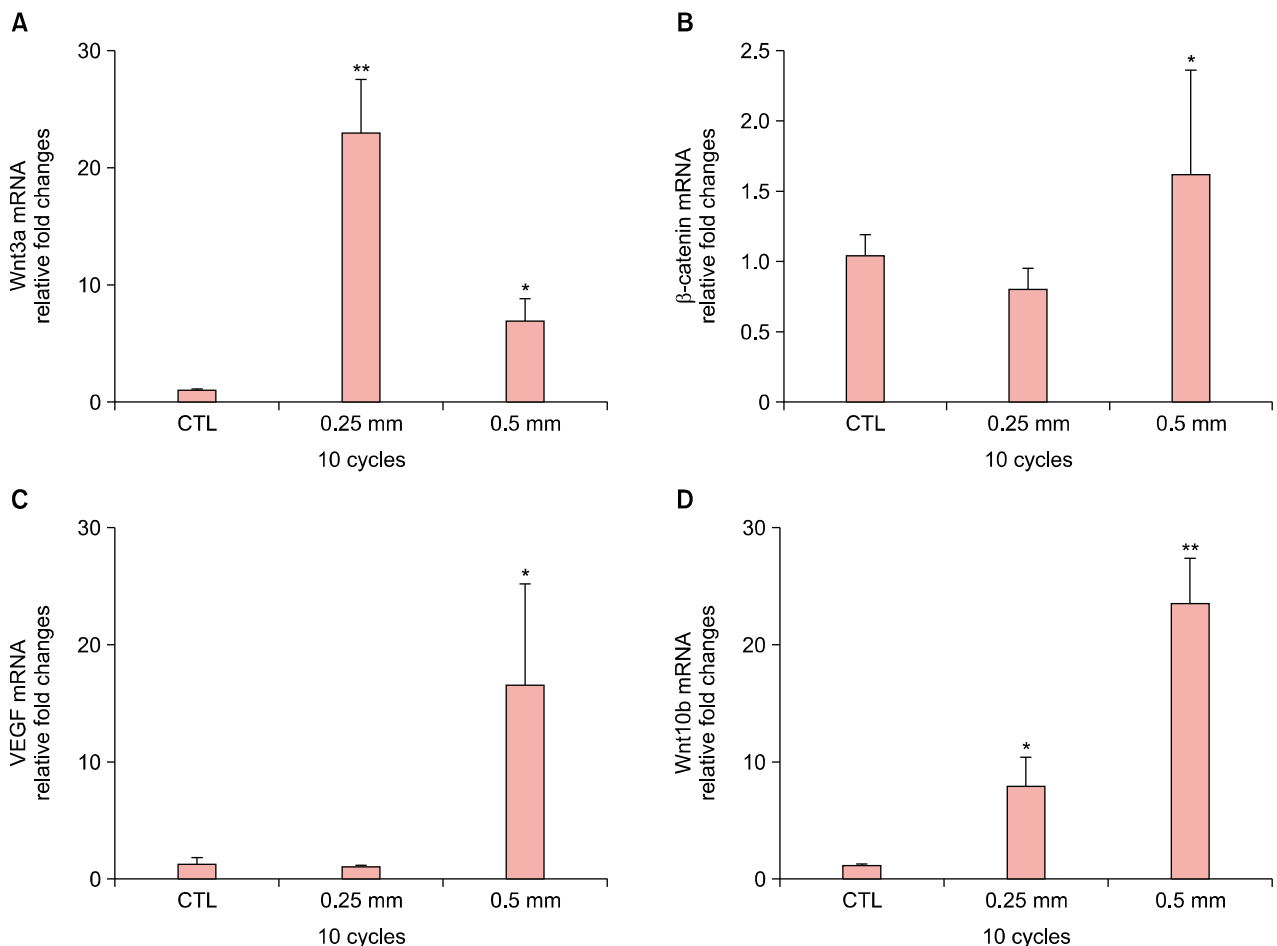 A
Wnt3a mRNA
relative fold changes
30
20
10
0
**
*
CTL
0.25 mm
0.5 mm
10 cycles
B
β-catenin mRNA
relative fold changes
2.5
2.0
1.5
1.0
0.5
0
*
CTL
0.25 mm
0.5 mm
10 cycles
C
VEGF mRNA
relative fold changes
30
20
10
0
*
CTL
0.25 mm
0.5 mm
10 cycles
D
Wnt10b mRNA
relative fold changes
30
20
10
0
*
**
CTL
0.25 mm
0.5 mm
10 cycles